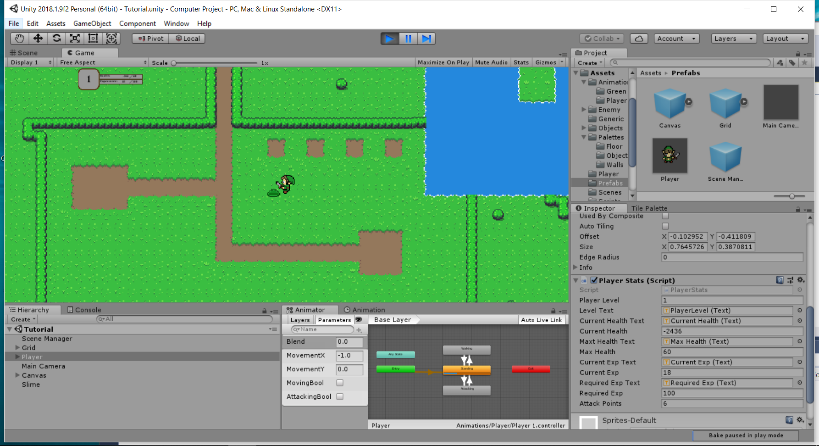 Unity 2018.1.9f2 Personal (64bit) - Tutorial.unity - Computer Project - PC, Mac & Linux Standalone <DX11>
File Edit Assets GameObject Component Window Help
Pivot Local Collab Account Layers Layout
Scene Game
Display 1 Free Aspect Scale 1x Maximize On Play Mute Audio Stats Gizmos
1
Project
Create
Assets
Animation
Green
Player
Enemy
Generic
Objects
Palettes
Floor
Object
Walls
Player
Prefabs
Scenes
Assets Prefabs
Canvas Grid Main Came...
Player Scene Man...
Inspector Tile Palette
Used By Composite
Auto Tiling
Offset X -0.102952 Y -0.411809
Size X 0.7645726 Y 0.3870811
Edge Radius 0
Info
Player Stats (Script)
Script PlayerStats
Player Level 1
Level Text PlayerLevel (Text)
Current Health Text Current Health (Text)
Current Health -2436
Maxt Health Text Max Health (Text)
Max Health 60
Current Exp Text Current Exp (Text)
Current Exp 18
Required Exp Text Required Exp (Text)
Required Exp 100
Attack Points 6
Sprites-Default
Bake paused in play mode
Hierarchy Console
Create All
Tutorial
Scene Manager
Grid
Player
Main Camera
Canvas
Slime
Animator Animation
Layers Parameters
Name
Blend 0.0
MovementX -1.0
MovementY 0.0
MovingBool
AttackingBool
Base Layer Auto Live Link
Any State
Player Animations/Player/Player 1.controller